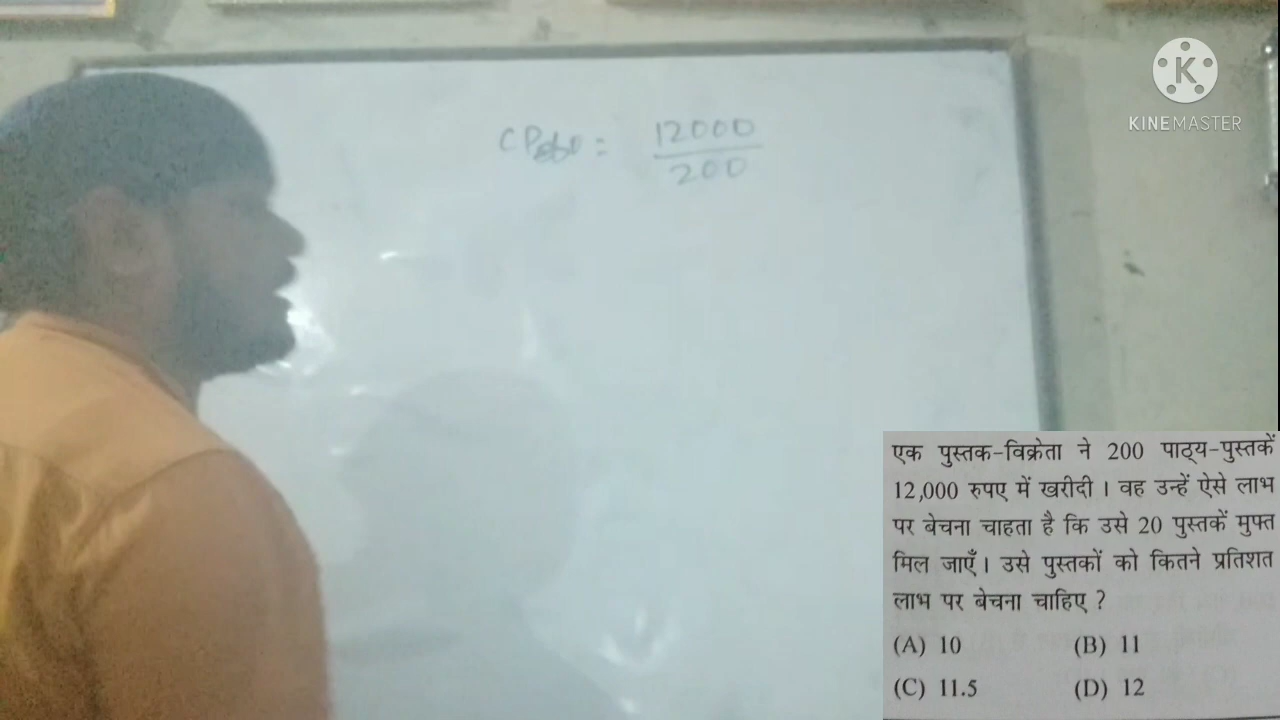 KINEMASTER
CP = 12000
200
एक पुस्तक-विक्रेता ने 200 पाठ्य-पुस्तकें
12,000 रुपए में खरीदी । वह उन्हें ऐसे लाभ
पर बेचना चाहता है कि उसे 20 पुस्तकें मुफ्त
मिल जाएँ । उसे पुस्तकों को कितने प्रतिशत
लाभ पर बेचना चाहिए ?
(A) 10 (B) 11
(C) 11.5 (D) 12